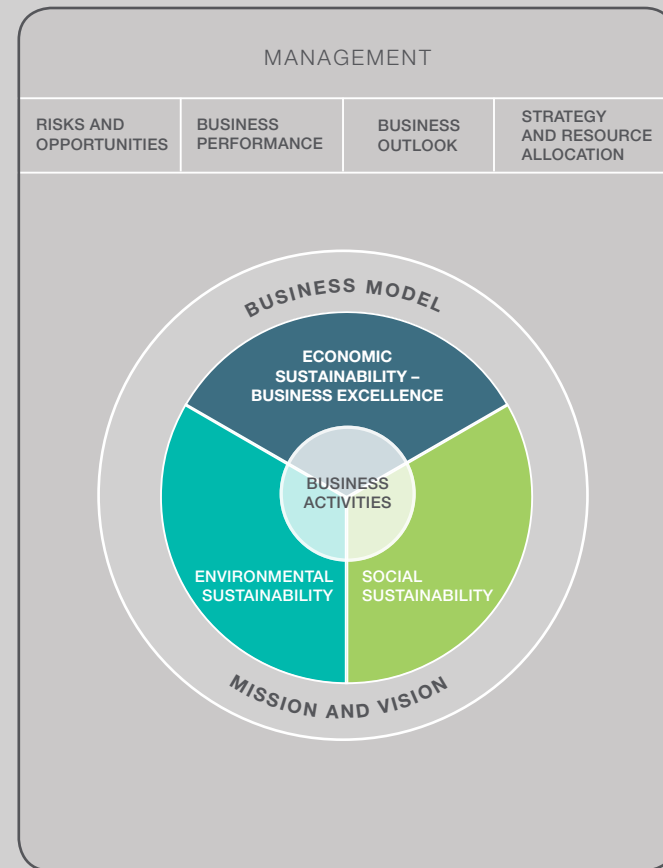 MANAGEMENT
RISKS AND
OPPORTUNITIES
BUSINESS
PERFORMANCE
BUSINESS
OUTLOOK
STRATEGY
AND RESOURCE
ALLOCATION
BUSINESS MODEL
ECONOMIC
SUSTAINABILITY –
BUSINESS EXCELLENCE
BUSINESS
ACTIVITIES
ENVIRONMENTAL
SUSTAINABILITY
SOCIAL
SUSTAINABILITY
MISSION AND VISION